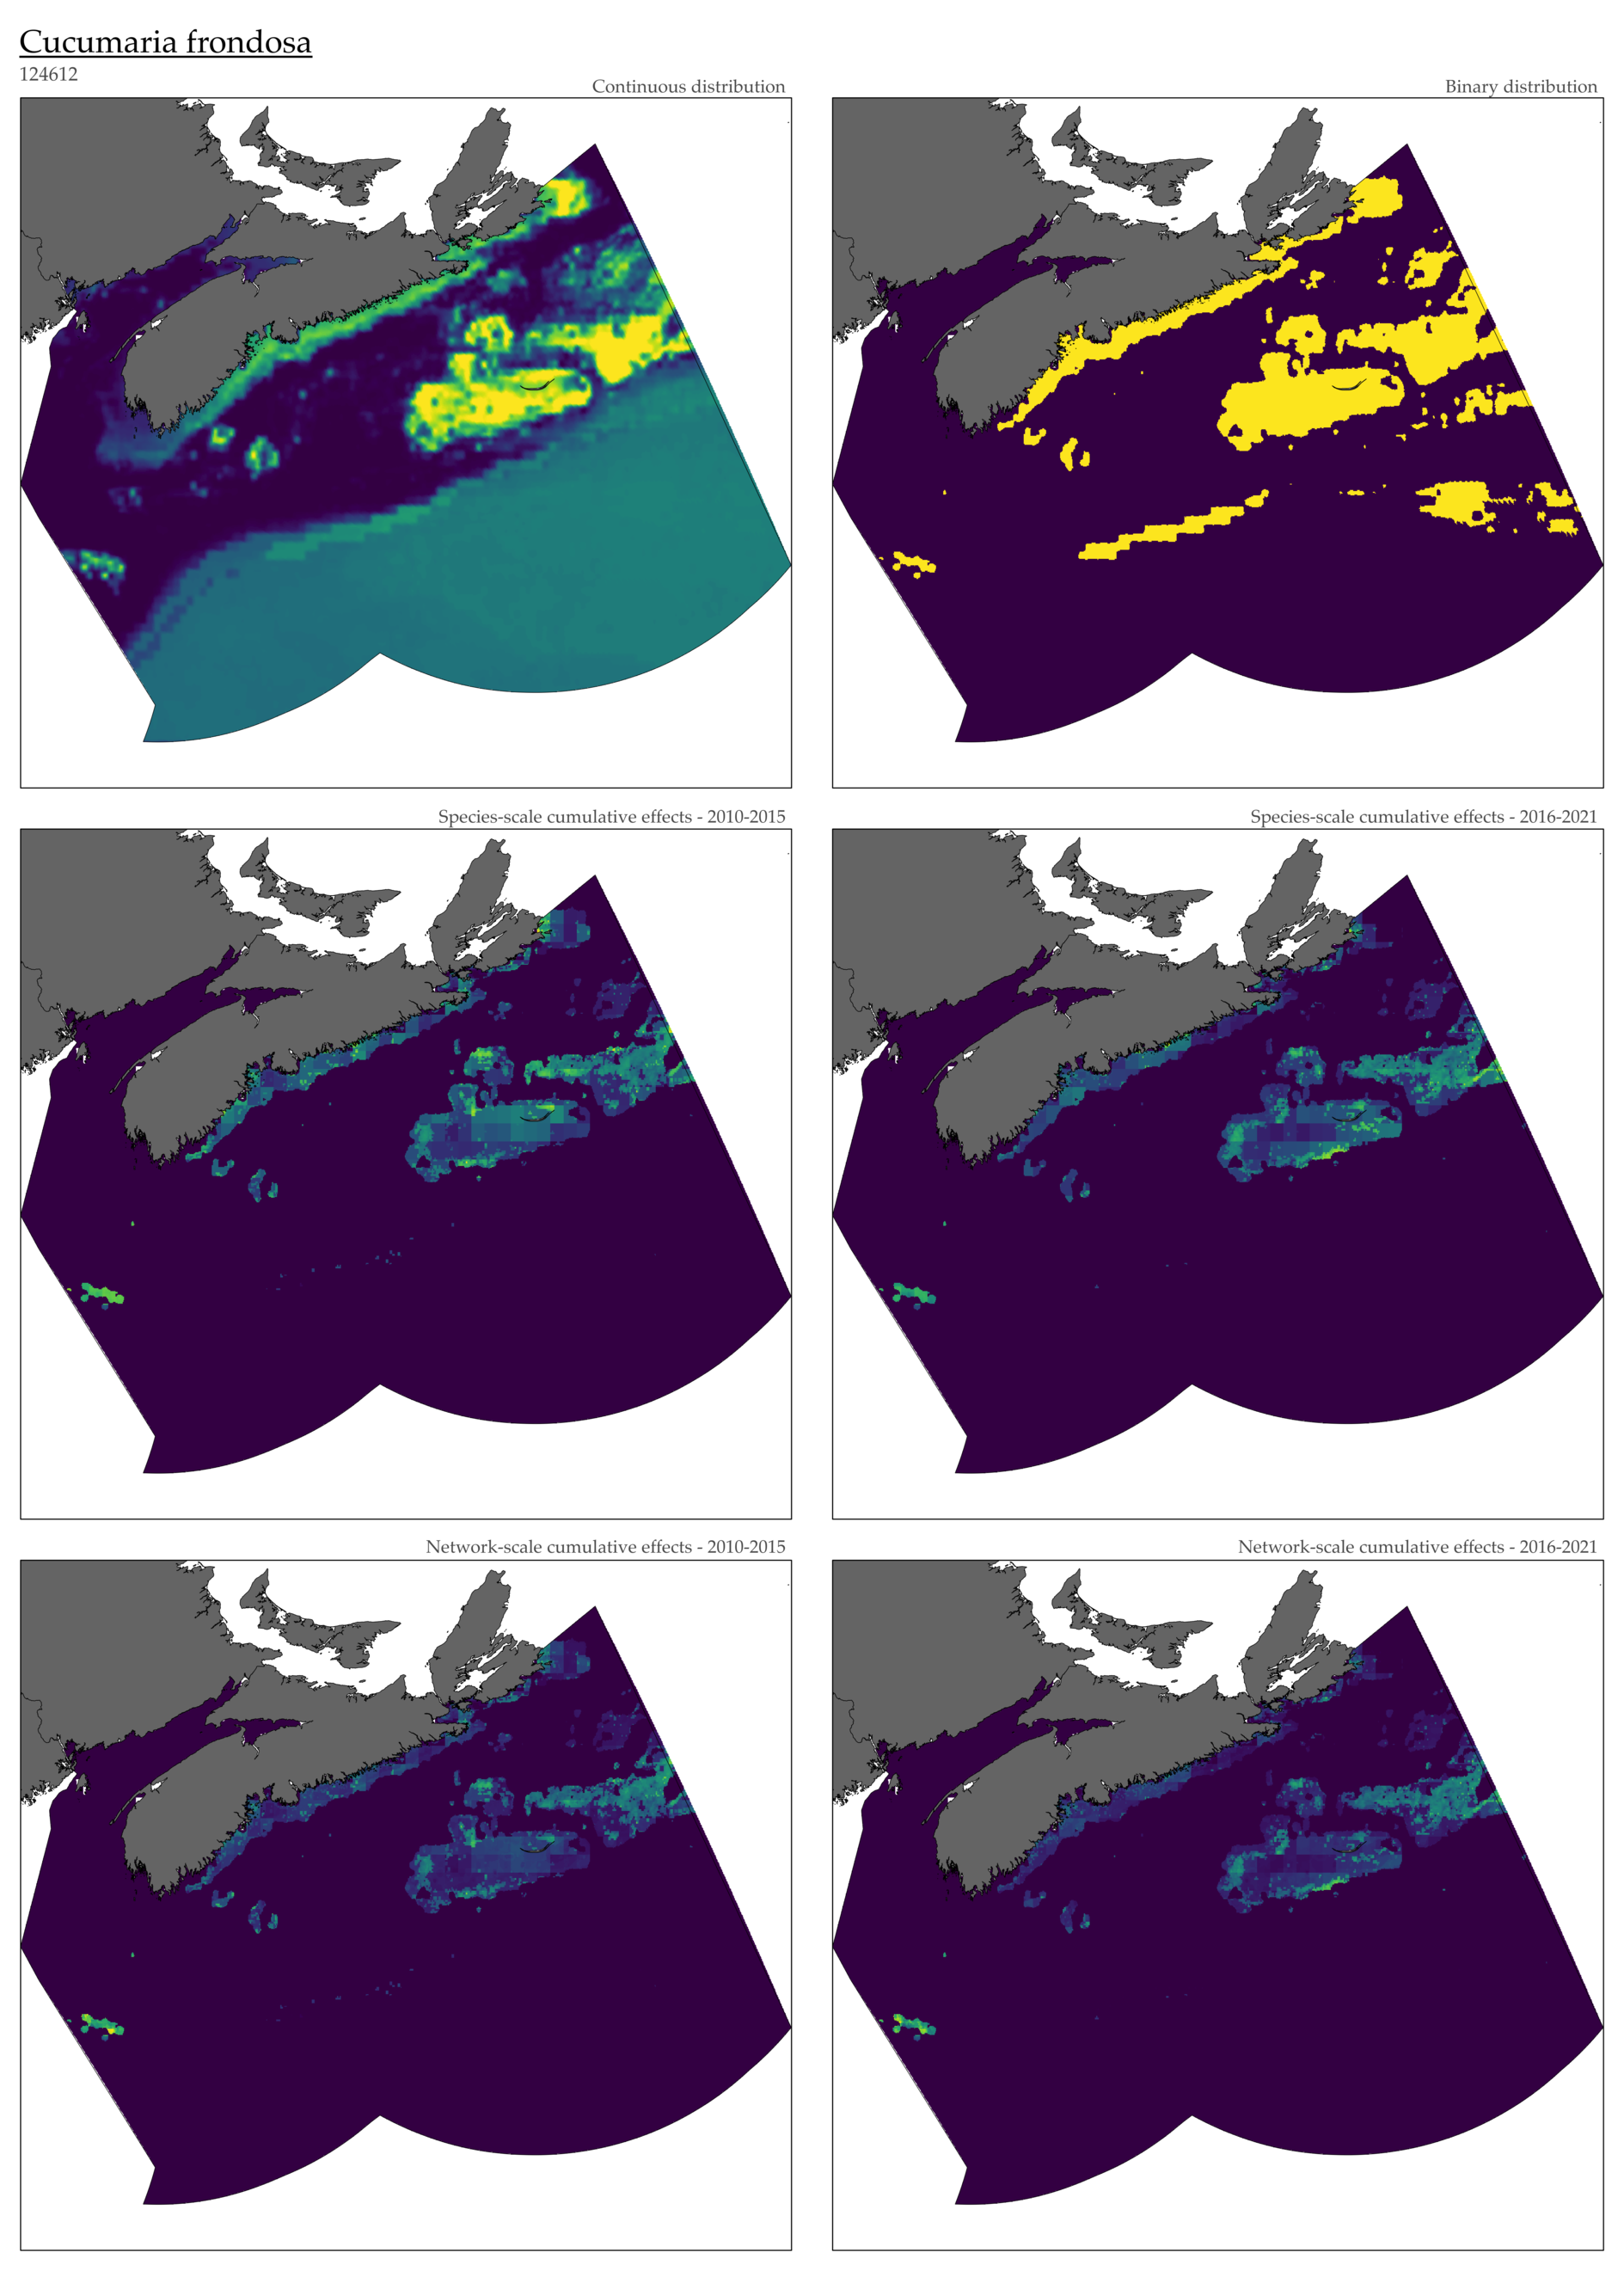 Cucumaria frondosa
124612
Continuous distribution
Binary distribution
Species-scale cumulative effects - 2010-2015
Species-scale cumulative effects - 2016-2021
Network-scale cumulative effects - 2010-2015
Network-scale cumulative effects - 2016-2021